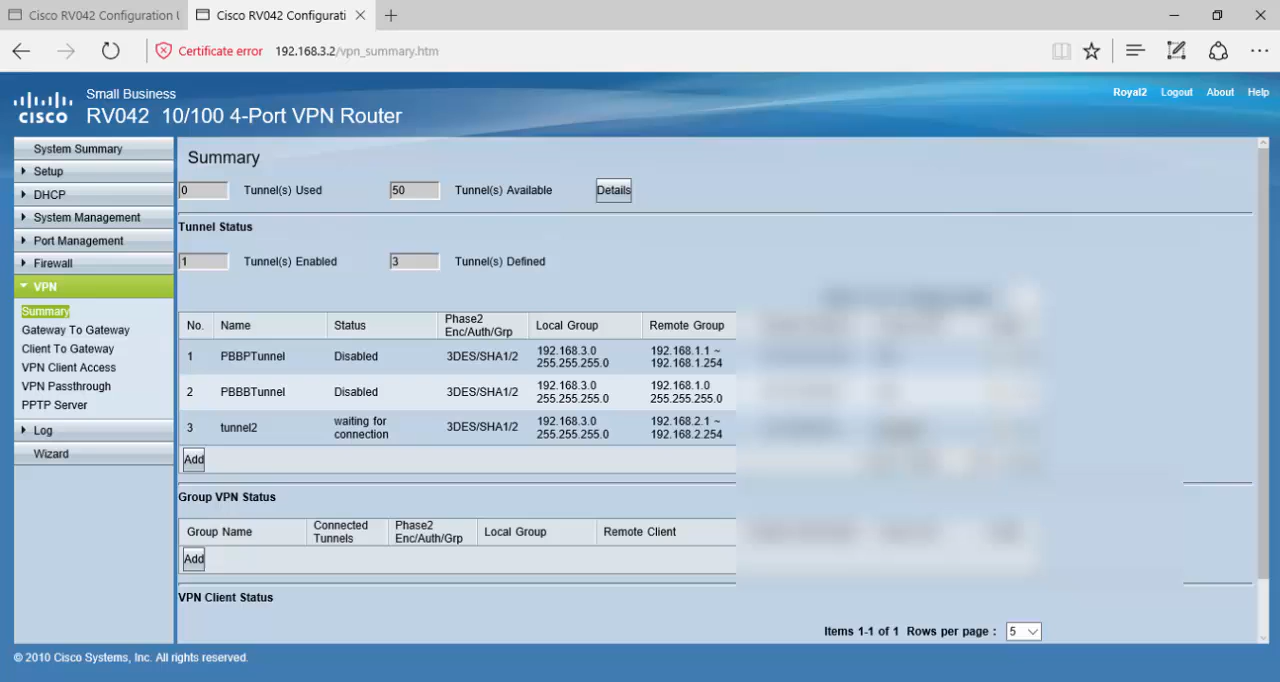 Cisco RV042 Configuration U
Cisco RV042 Configurati
Certificate error 192.168.3.2/vpn_summary.htm
CISCO
Small Business
RV042 10/100 4-Port VPN Router
Royal2 Logout About Help
System Summary
Setup
DHCP
System Management
Port Management
Firewall
VPN
Summary
Gateway To Gateway
Client To Gateway
VPN Client Access
VPN Passthrough
PPTP Server
Log
Wizard
Summary
0 Tunnel(s) Used 50 Tunnel(s) Available Details
Tunnel Status
1 Tunnel(s) Enabled 3 Tunnel(s) Defined
No. Name Status Phase2 Enc/Auth/Grp Local Group Remote Group
1 PBBPTunnel Disabled 3DES/SHA1/2 192.168.3.0 255.255.255.0 192.168.1.1 ~ 192.168.1.254
2 PBBBTunnel Disabled 3DES/SHA1/2 192.168.3.0 255.255.255.0 192.168.1.0 255.255.255.0
3 tunnel2 waiting for connection 3DES/SHA1/2 192.168.3.0 255.255.255.0 192.168.2.1 ~ 192.168.2.254
Add
Group VPN Status
Group Name Connected Tunnels Phase2 Enc/Auth/Grp Local Group Remote Client
Add
VPN Client Status
Items 1-1 of 1 Rows per page : 5
© 2010 Cisco Systems, Inc. All rights reserved.